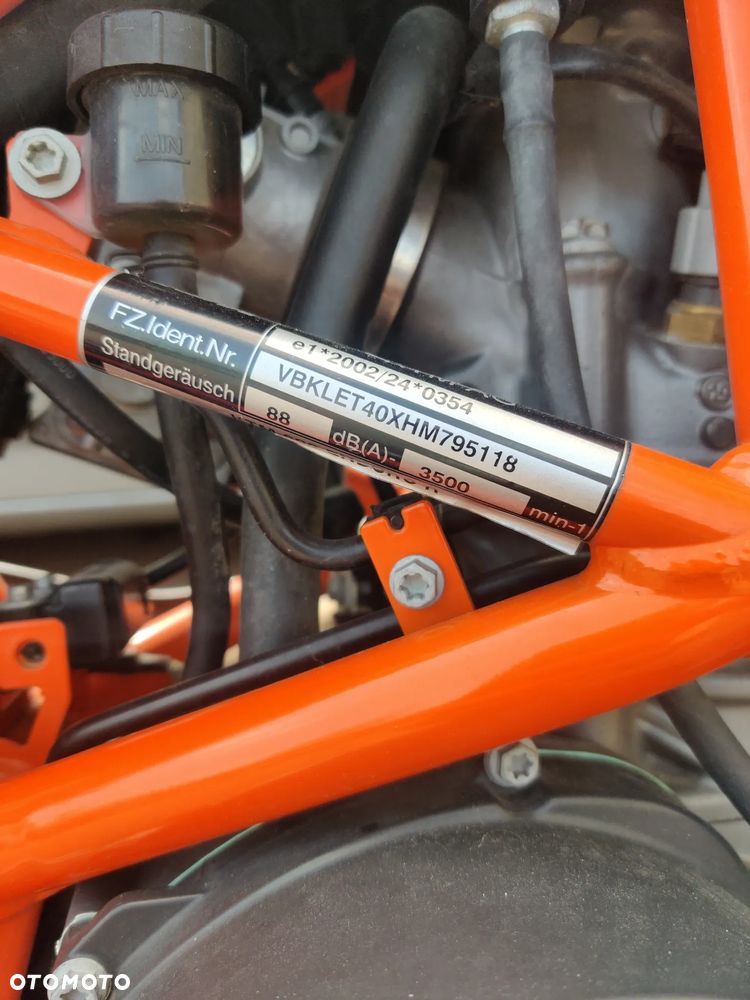 MAX
MIN
FZ.Ident.Nr.
Standgeräusch
e1*2002/24*0354
VBKLET40XHM795118
88 dB(A)- 3500 min-1
OTOMOTO